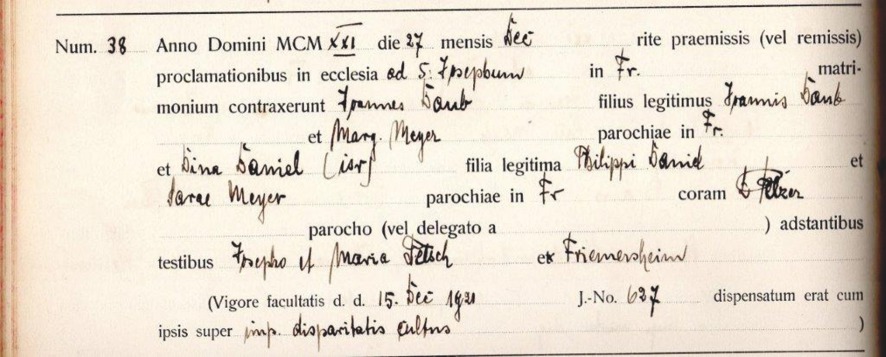 Num. 38 Anno Domini MCM XXI die 27 mensis Dec rite praemissis (vel remissis)
proclamationibus in ecclesia ad S. Josephum in Fr. matri-
monium contraxerunt Joannes Daub filius legitimus Joannis Daub
et Marg. Meyer parochiae in Fr.
et Dina Daniel (isr) filia legitima Philippi Daniel et
Sarae Meyer parochiae in Fr coram Pelzer
parocho (vel delegato a ) adstantibus
testibus Josepho et Maria Fetsch ex Friemersheim
(Vigore facultatis d. d. 15. Dec 1921 J.-No. 637 dispensatum erat cum
ipsis super imp. disparitatis cultus )